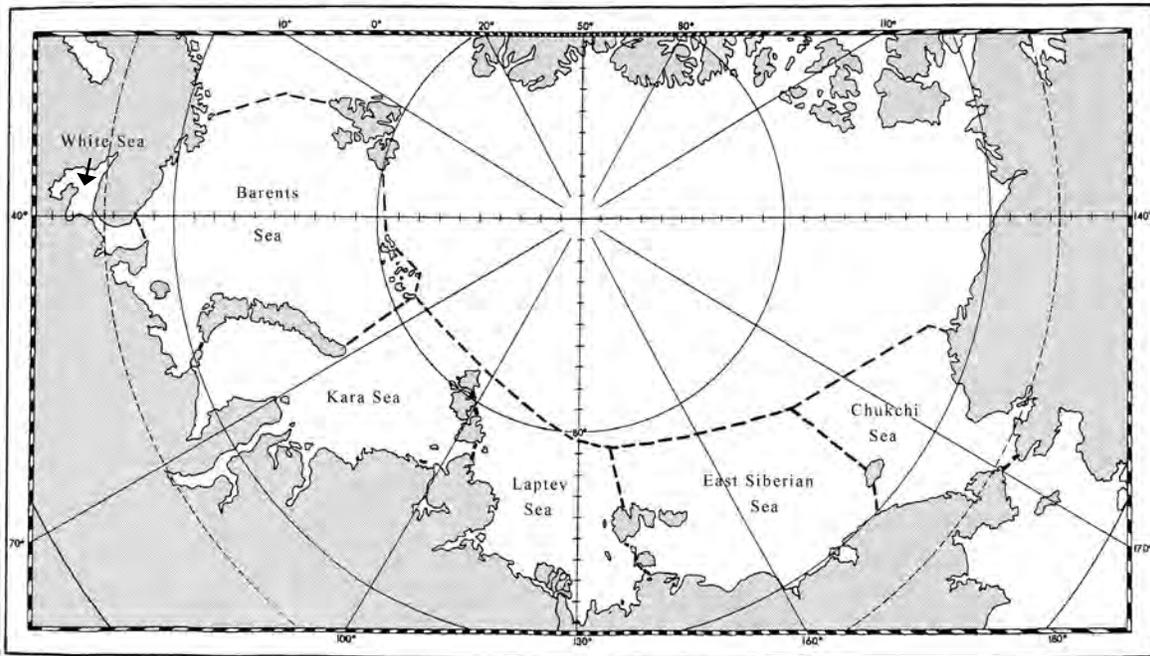 10° 0° 20° 50° 80° 110°
White Sea
Barents
Sea
40°
140°
Kara Sea
Chukchi
Sea
80°
Laptev
Sea
East Siberian
Sea
70°
170°
100° 130° 160° 180°